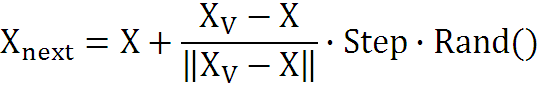 X_next = X + (X_V − X) / ‖X_V − X‖ · Step · Rand()